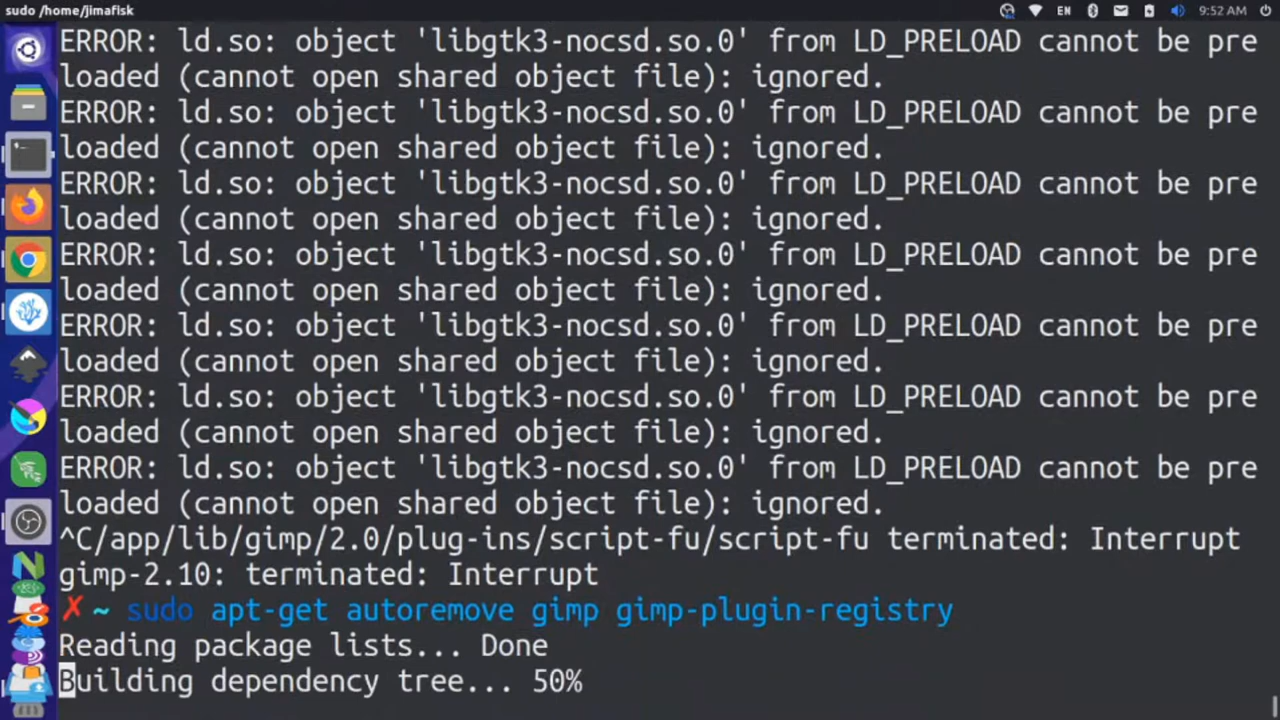 sudo /home/jimafisk
EN
9:52 AM
ERROR: ld.so: object 'libgtk3-nocsd.so.0' from LD_PRELOAD cannot be pre
loaded (cannot open shared object file): ignored.
ERROR: ld.so: object 'libgtk3-nocsd.so.0' from LD_PRELOAD cannot be pre
loaded (cannot open shared object file): ignored.
ERROR: ld.so: object 'libgtk3-nocsd.so.0' from LD_PRELOAD cannot be pre
loaded (cannot open shared object file): ignored.
ERROR: ld.so: object 'libgtk3-nocsd.so.0' from LD_PRELOAD cannot be pre
loaded (cannot open shared object file): ignored.
ERROR: ld.so: object 'libgtk3-nocsd.so.0' from LD_PRELOAD cannot be pre
loaded (cannot open shared object file): ignored.
ERROR: ld.so: object 'libgtk3-nocsd.so.0' from LD_PRELOAD cannot be pre
loaded (cannot open shared object file): ignored.
ERROR: ld.so: object 'libgtk3-nocsd.so.0' from LD_PRELOAD cannot be pre
loaded (cannot open shared object file): ignored.
^C/app/lib/gimp/2.0/plug-ins/script-fu/script-fu terminated: Interrupt
gimp-2.10: terminated: Interrupt
✗ ~ sudo apt-get autoremove gimp gimp-plugin-registry
Reading package lists... Done
Building dependency tree... 50%